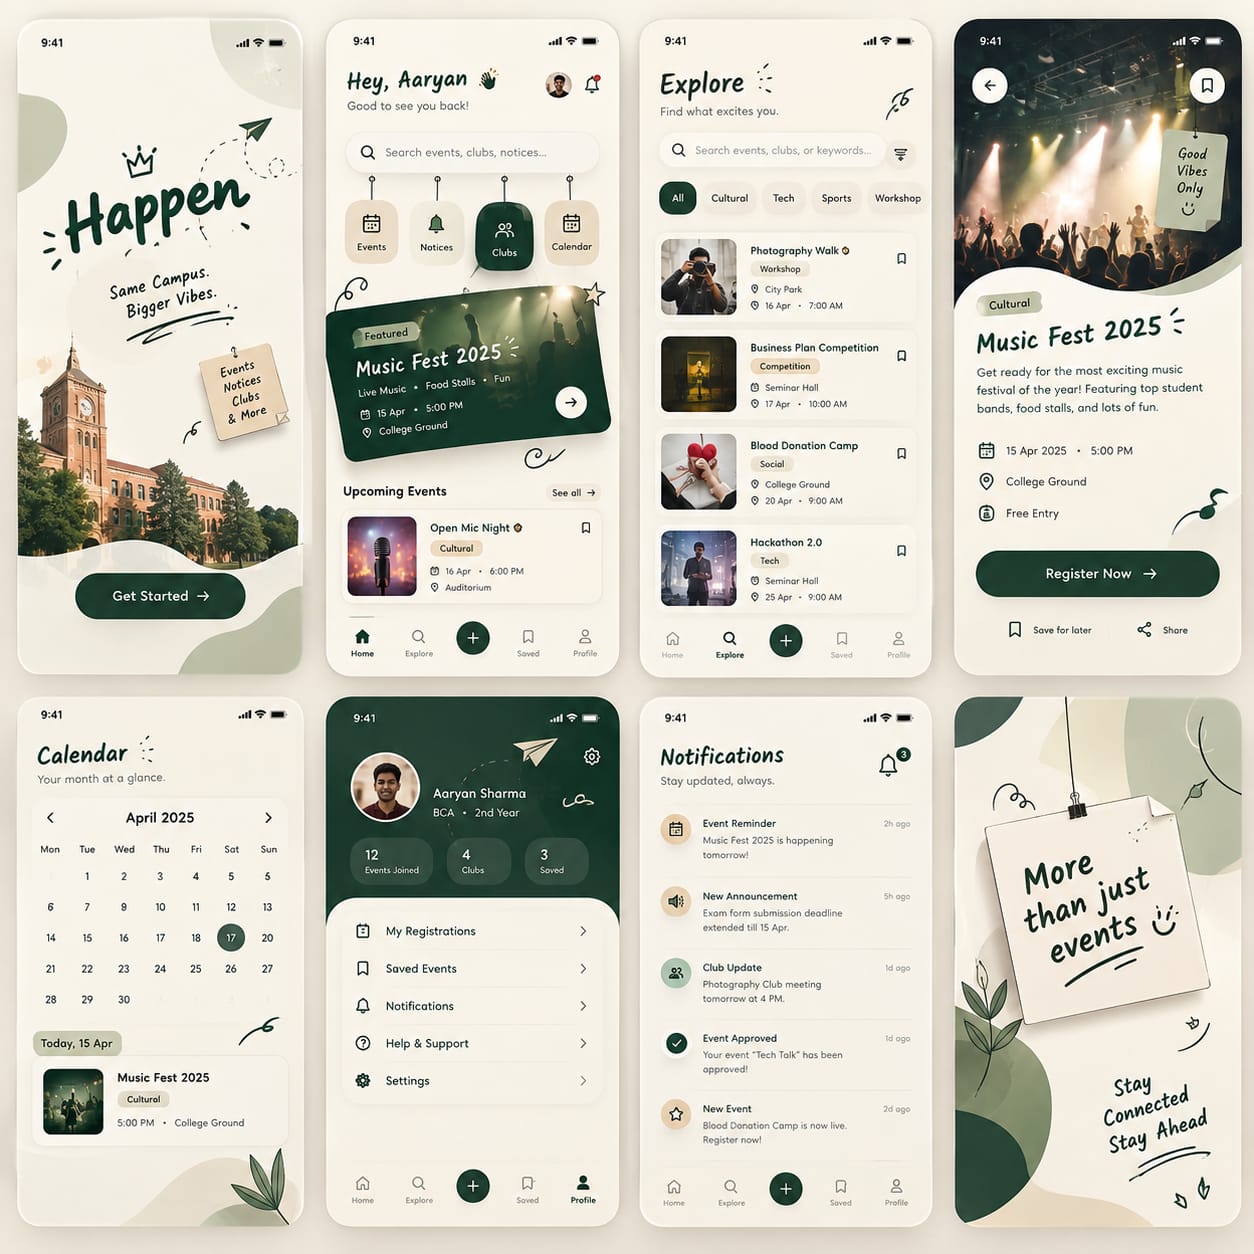 9:41
Happen
Same Campus.
Bigger Vibes.
Events
Notices
Clubs
& More
Get Started →
9:41
Hey, Aaryan
Good to see you back!
Search events, clubs, notices...
Events
Notices
Clubs
Calendar
Featured
Music Fest 2025
Live Music • Food Stalls • Fun
15 Apr • 5:00 PM
College Ground
Upcoming Events
See all →
Open Mic Night
Cultural
16 Apr • 6:00 PM
Auditorium
Home
Explore
Saved
Profile
9:41
Explore
Find what excites you.
Search events, clubs, or keywords...
All
Cultural
Tech
Sports
Workshop
Photography Walk
Workshop
City Park
16 Apr • 7:00 AM
Business Plan Competition
Competition
Seminar Hall
17 Apr • 10:00 AM
Blood Donation Camp
Social
College Ground
20 Apr • 9:00 AM
Hackathon 2.0
Tech
Seminar Hall
25 Apr • 9:00 AM
Home
Explore
Saved
Profile
9:41
Good
Vibes
Only
Cultural
Music Fest 2025
Get ready for the most exciting music
festival of the year! Featuring top student
bands, food stalls, and lots of fun.
15 Apr 2025 • 5:00 PM
College Ground
Free Entry
Register Now →
Save for later
Share
9:41
Calendar
Your month at a glance.
April 2025
Mon Tue Wed Thu Fri Sat Sun
1 2 3 4 5 5
6 7 9 10 11 12 13
14 15 16 17 18 17 20
21 22 23 24 25 26 27
28 29 30
Today, 15 Apr
Music Fest 2025
Cultural
5:00 PM • College Ground
9:41
Aaryan Sharma
BCA • 2nd Year
12
Events Joined
4
Clubs
3
Saved
My Registrations
Saved Events
Notifications
Help & Support
Settings
Home
Explore
Saved
Profile
9:41
Notifications
3
Stay updated, always.
Event Reminder
2h ago
Music Fest 2025 is happening
tomorrow!
New Announcement
5h ago
Exam form submission deadline
extended till 15 Apr.
Club Update
1d ago
Photography Club meeting
tomorrow at 4 PM.
Event Approved
1d ago
Your event "Tech Talk" has been
approved!
New Event
2d ago
Blood Donation Camp is now live.
Register now!
Home
Explore
Saved
Profile
More
than just
events
Stay
Connected
Stay Ahead